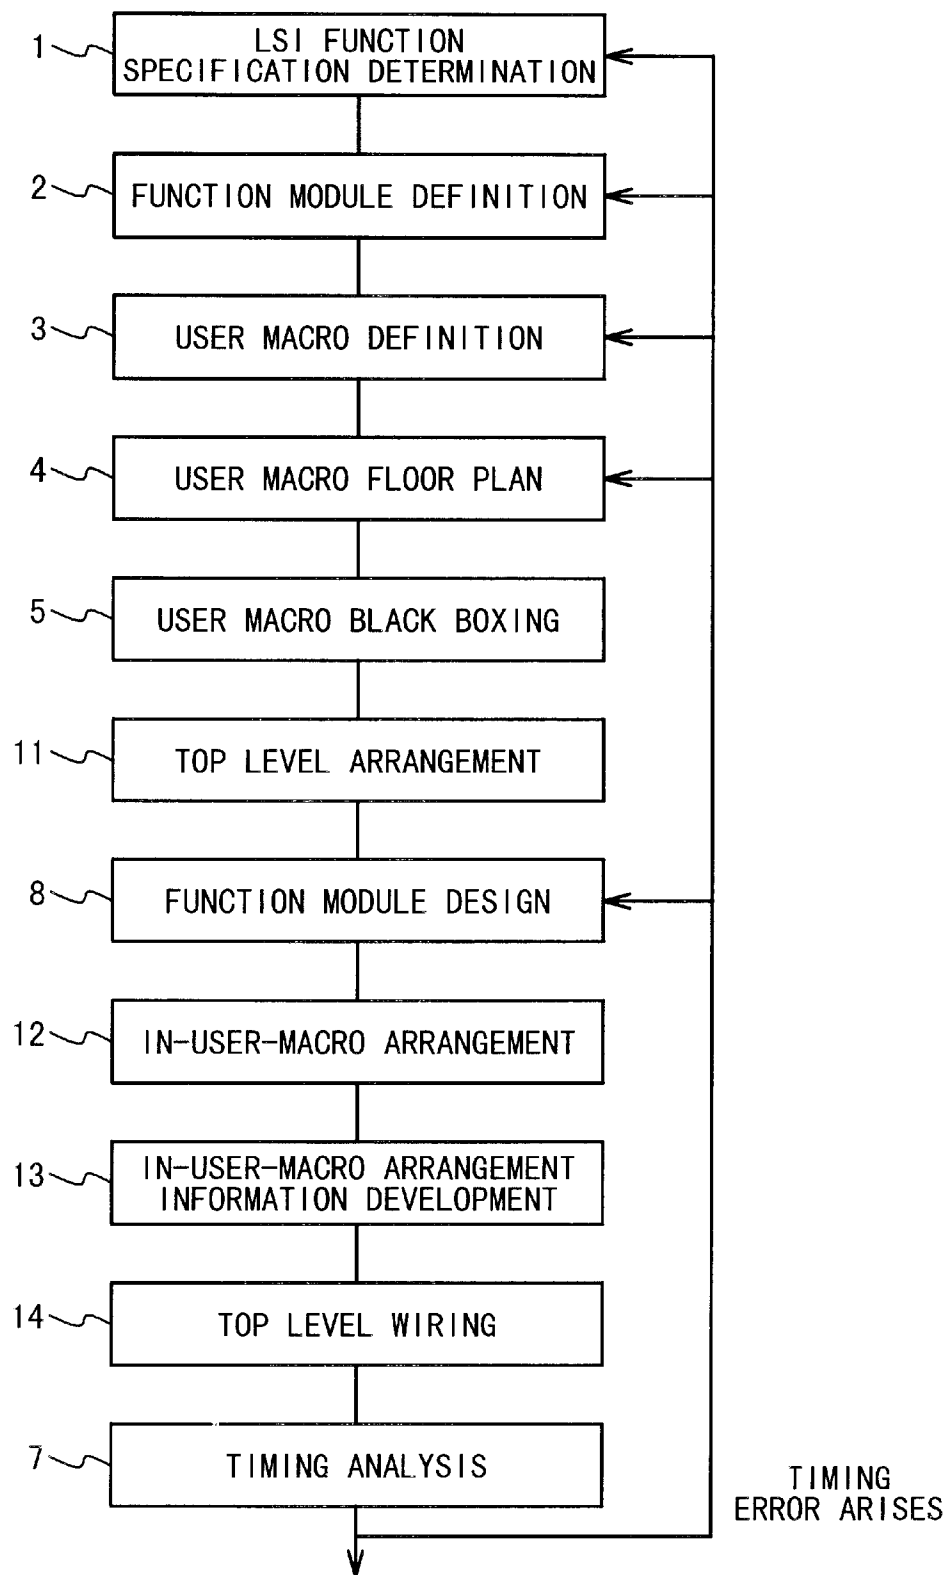 1
LSI FUNCTION
SPECIFICATION DETERMINATION
2
FUNCTION MODULE DEFINITION
3
USER MACRO DEFINITION
4
USER MACRO FLOOR PLAN
5
USER MACRO BLACK BOXING
11
TOP LEVEL ARRANGEMENT
8
FUNCTION MODULE DESIGN
12
IN-USER-MACRO ARRANGEMENT
13
IN-USER-MACRO ARRANGEMENT
INFORMATION DEVELOPMENT
14
TOP LEVEL WIRING
7
TIMING ANALYSIS
TIMING
ERROR ARISES